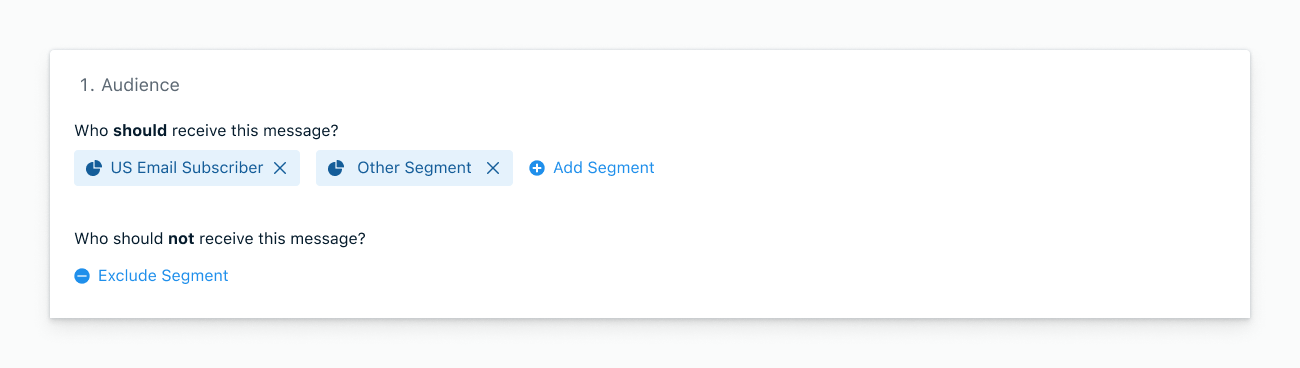 1. Audience
Who should receive this message?
US Email Subscriber Other Segment Add Segment
Who should not receive this message?
Exclude Segment